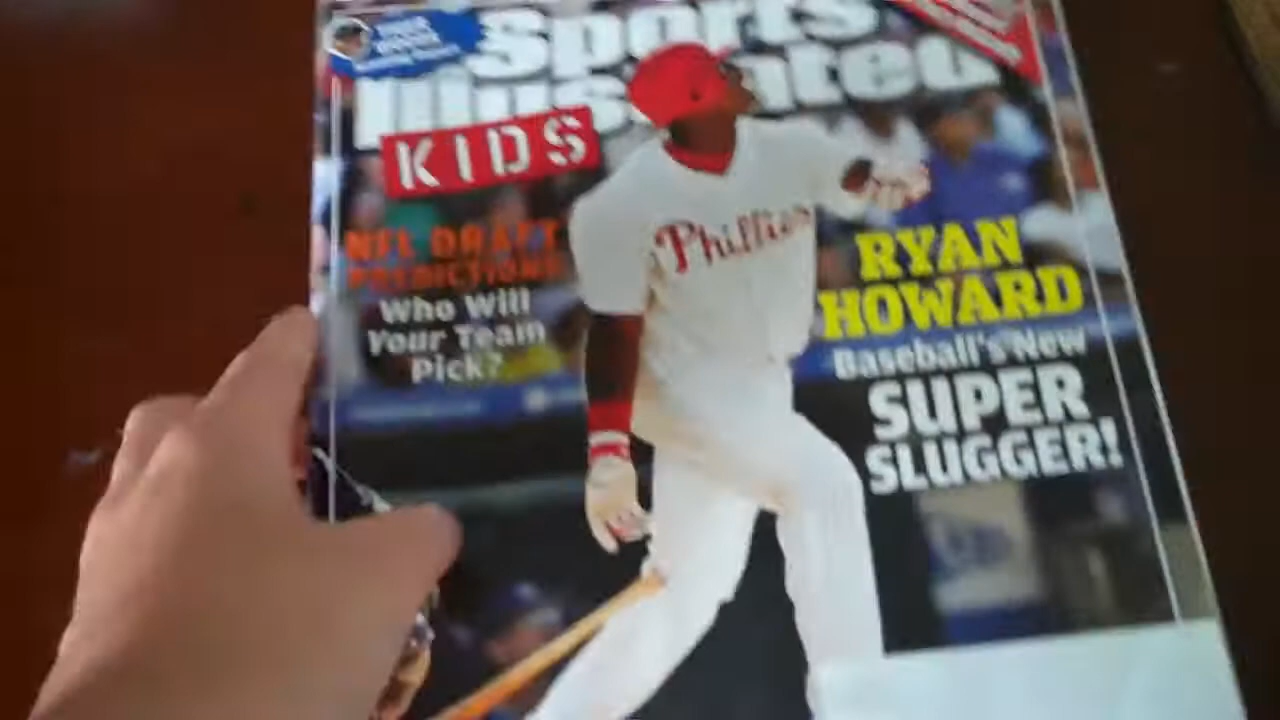 Sports
Illustrated
KIDS
NFL DRAFT
PREDICTIONS
Who Will
Your Team
Pick?
Phillies
RYAN
HOWARD
Baseball's New
SUPER
SLUGGER!